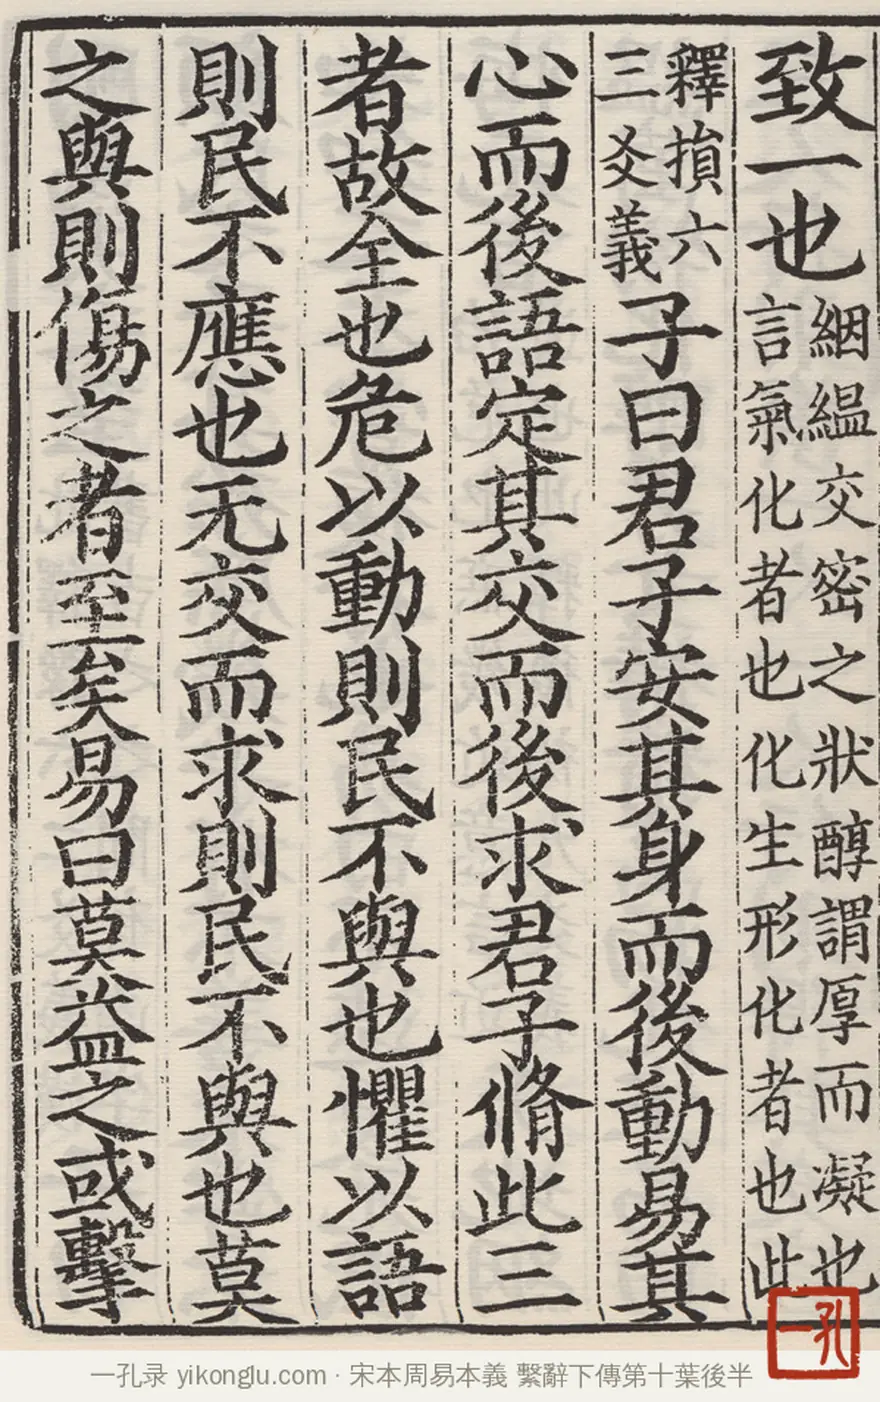 致一也絪縕交密之狀醇謂厚而凝也言氣化者也化生形化者也此
釋損六三爻義子曰君子安其身而後動易其
心而後語定其交而後求君子脩此三
者故全也危以動則民不與也懼以語
則民不應也无交而求則民不與也莫
之與則傷之者至矣易曰莫益之或擊
一孔
一孔录 yikonglu.com · 宋本周易本義 繫辭下傳第十葉後半